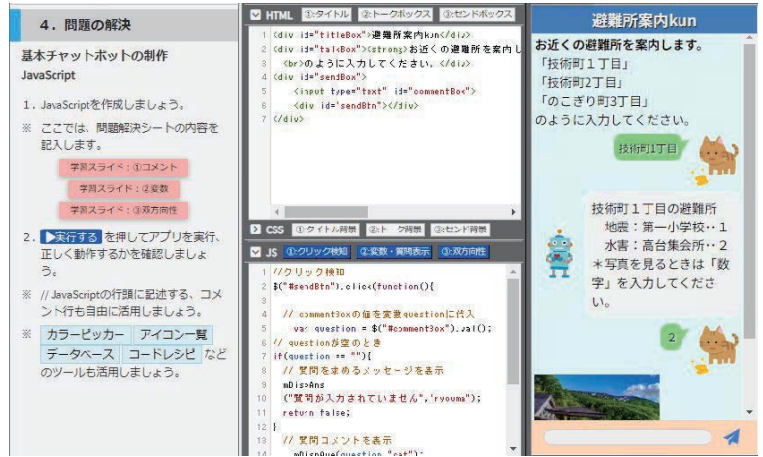 4．問題の解決
基本チャットボットの制作
JavaScript
1．JavaScriptを作成しましょう。
※ ここでは、問題解決シートの内容を
記入します。
学習スライド：①コメント
学習スライド：②変数
学習スライド：③双方向性
2．▶実行する を押してアプリを実行、
正しく動作するかを確認しましょ
う。
※ // JavaScriptの行頭に記述する、コメ
ント行も自由に活用しましょう。
※ カラーピッカー アイコン一覧
データベース コードレシピ など
のツールも活用しましょう。
HTML ①:タイトル ②:トークボックス ③:センドボックス
1 <div id="titleBox">避難所案内kun</div>
2 <div id="talkBox"><strong>お近くの避難所を案内し
3 <br>のように入力してください。</div>
4 <div id="sendBox">
5 <input type="text" id="commentBox">
6 <div id='sendBtn'></div>
7 </div>
CSS ①:タイトル背景 ②:トーク背景 ③:センド背景
JS ①:クリック検知 ②:変数・質問表示 ③:双方向性
1 //クリック検知
2 $("#sendBtn").click(function(){
3
4 // commentBoxの値を変数questionに代入
5 var question = $("#commentBox").val();
6 // questionが空のとき
7 if(question == ""){
8 // 質問を求めるメッセージを表示
9 mDispAns
10 ("質問が入力されていません",'ryouma");
11 return false;
12 }
13 // 質問コメントを表示
14 mDispQue(question,"cat");
避難所案内kun
お近くの避難所を案内します。
「技術町１丁目」
「技術町2丁目」
「のこぎり町3丁目」
のように入力してください。
技術町1丁目
技術町１丁目の避難所
地震：第一小学校‥１
水害：高台集会所‥２
＊写真を見るときは「数
字」を入力してくださ
い。
2